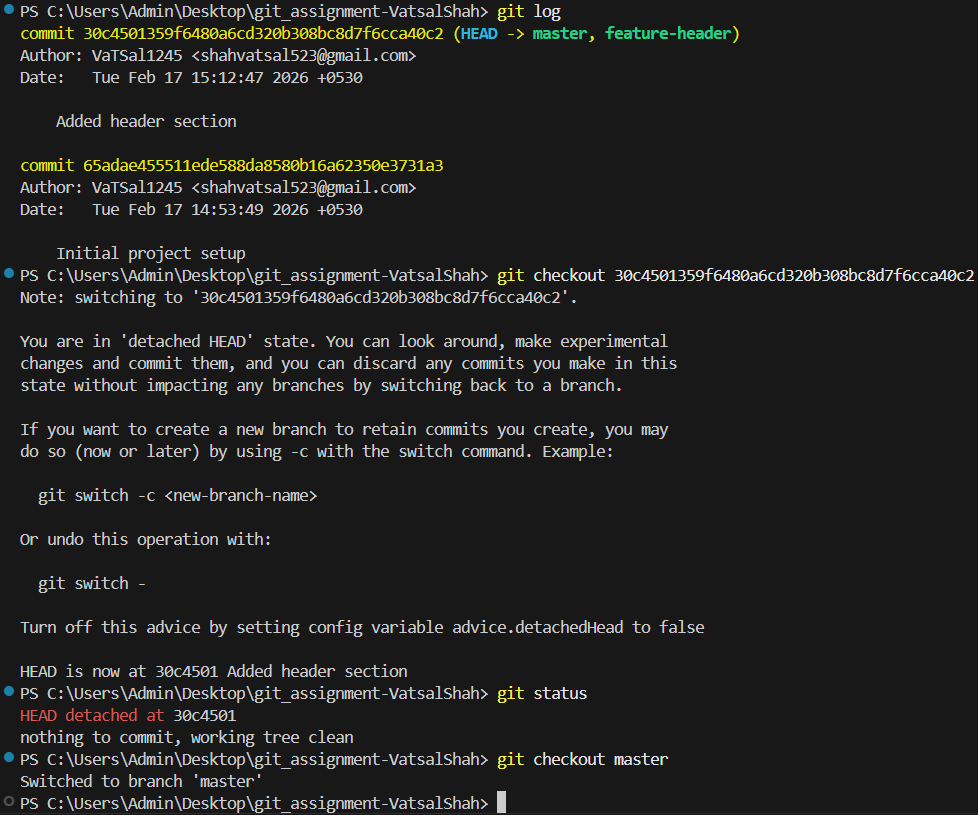 PS C:\Users\Admin\Desktop\git_assignment-VatsalShah> git log
commit 30c4501359f6480a6cd320b308bc8d7f6cca40c2 (HEAD -> master, feature-header)
Author: VaTSal1245 <shahvatsal523@gmail.com>
Date:   Tue Feb 17 15:12:47 2026 +0530
Added header section
commit 65adae455511ede588da8580b16a62350e3731a3
Author: VaTSal1245 <shahvatsal523@gmail.com>
Date:   Tue Feb 17 14:53:49 2026 +0530
Initial project setup
PS C:\Users\Admin\Desktop\git_assignment-VatsalShah> git checkout 30c4501359f6480a6cd320b308bc8d7f6cca40c2
Note: switching to '30c4501359f6480a6cd320b308bc8d7f6cca40c2'.
You are in 'detached HEAD' state. You can look around, make experimental
changes and commit them, and you can discard any commits you make in this
state without impacting any branches by switching back to a branch.
If you want to create a new branch to retain commits you create, you may
do so (now or later) by using -c with the switch command. Example:
git switch -c <new-branch-name>
Or undo this operation with:
git switch -
Turn off this advice by setting config variable advice.detachedHead to false
HEAD is now at 30c4501 Added header section
PS C:\Users\Admin\Desktop\git_assignment-VatsalShah> git status
HEAD detached at 30c4501
nothing to commit, working tree clean
PS C:\Users\Admin\Desktop\git_assignment-VatsalShah> git checkout master
Switched to branch 'master'
PS C:\Users\Admin\Desktop\git_assignment-VatsalShah>